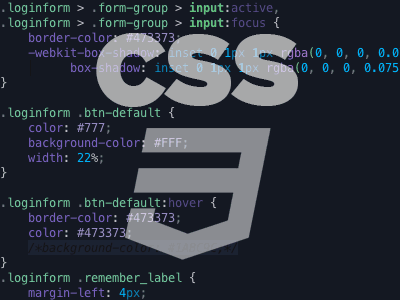 .loginform > .form-group > input:active,
.loginform > .form-group > input:focus {
border-color: #473373;
-webkit-box-shadow: inset 0 1px 1px rgba(0, 0, 0, 0.0
box-shadow: inset 0 1px 1px rgba(0, 0, 0, 0.075
}
css
.loginform .btn-default {
color: #777;
background-color: #FFF;
width: 22%;
}
3
.loginform .btn-default:hover {
border-color: #473373;
color: #473373;
/*background-color:
}
.loginform .remember_label {
margin-left: 4px;